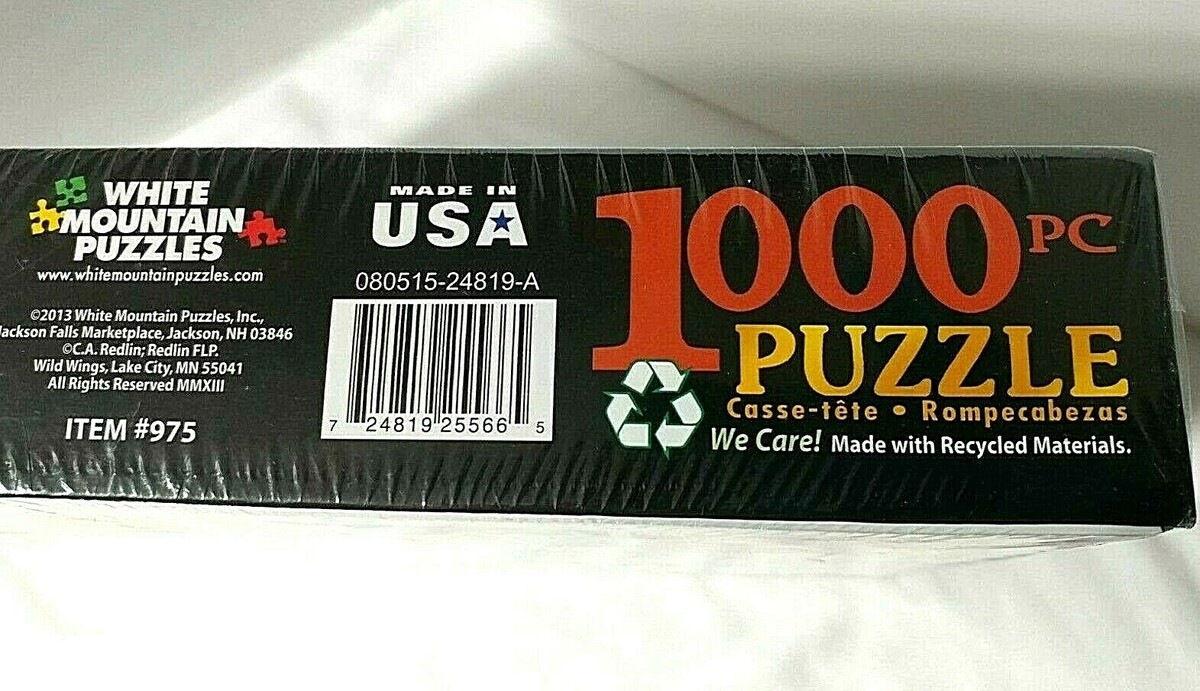 WHITE
MOUNTAIN
PUZZLES
www.whitemountainpuzzles.com
©2013 White Mountain Puzzles, Inc.,
Jackson Falls Marketplace, Jackson, NH 03846
©C.A. Redlin; Redlin FLP.
Wild Wings, Lake City, MN 55041
All Rights Reserved MMXIII
ITEM #975
MADE IN
USA
080515-24819-A
7 24819 25566 5
1000 PC
PUZZLE
Casse-tête • Rompecabezas
We Care! Made with Recycled Materials.